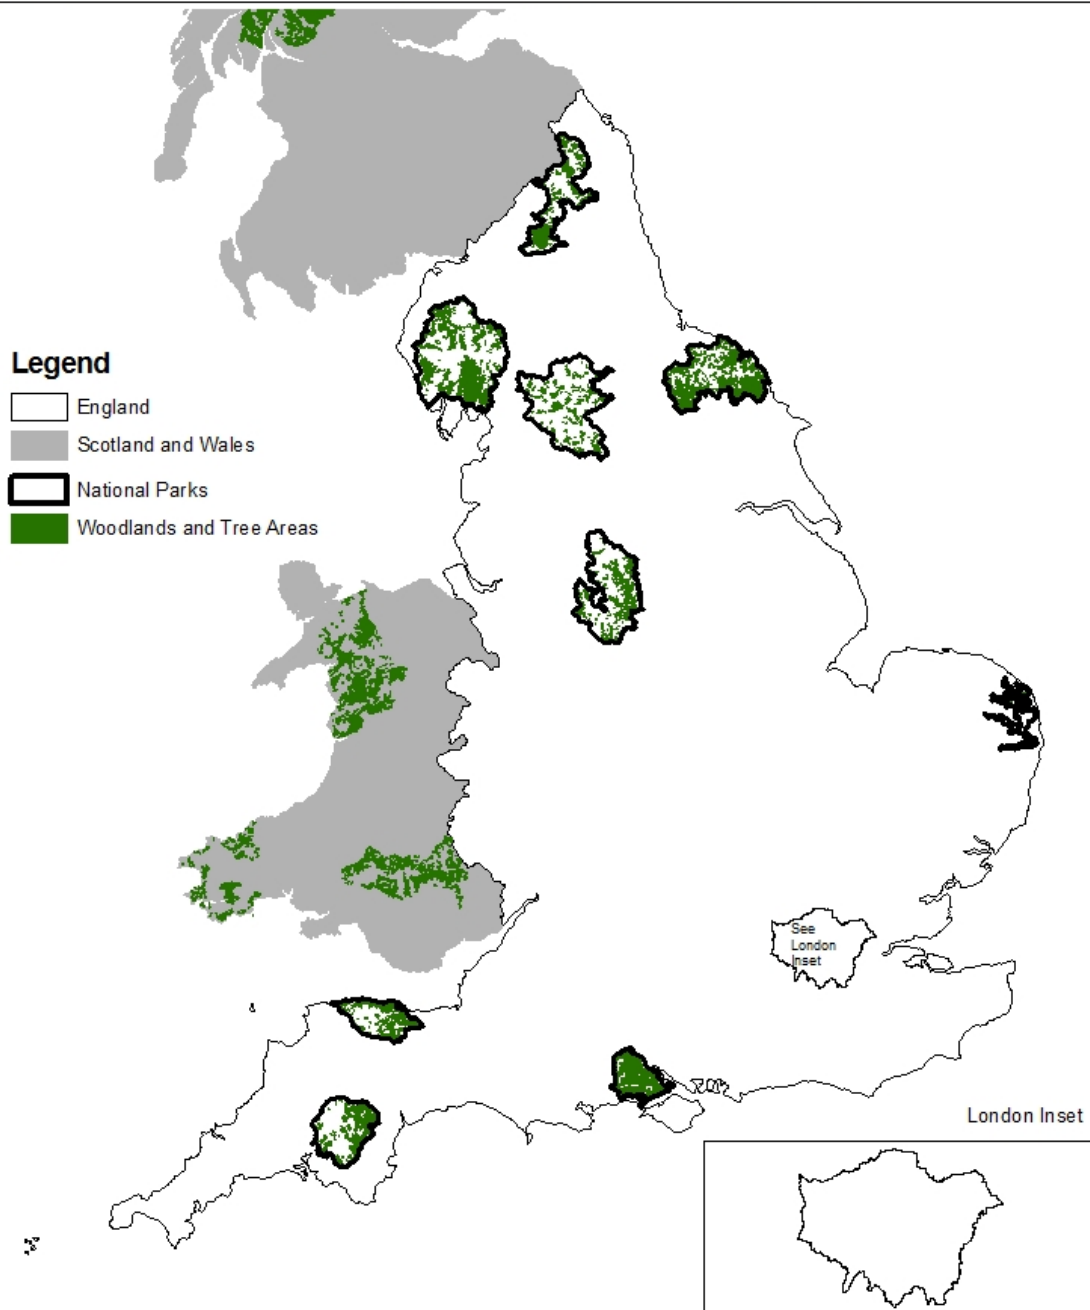 Legend
England
Scotland and Wales
National Parks
Woodlands and Tree Areas
See
London
Inset
London Inset